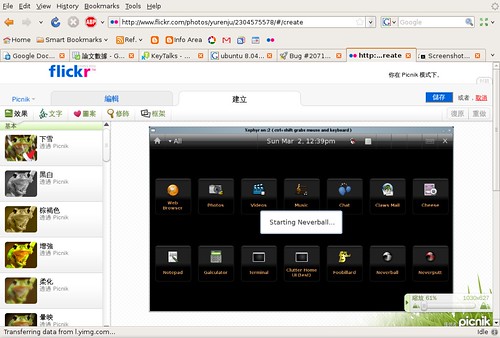 File Edit View History Bookmarks Tools Help
http://www.flickr.com/photos/yurenju/2304575578/#/create
Google
Home Smart Bookmarks Ref. Blog Info Area
Google Doc... 論文數據 - G... KeyTalks - ... ubuntu 8.04... Bug #2071... http:...reate Screenshot...
flickr
你在 Picnik 模式下.
Picnik
編輯
建立
儲存 或者, 取消
效果 文字 圖案 修飾 框架
復原 重做
基本
下雪
透過 Picnik
黑白
透過 Picnik
棕褐色
透過 Picnik
增強
透過 Picnik
柔化
透過 Picnik
暈映
透過 Picnik
Xephyr on :2 (ctrl+shift grabs mouse and keyboard)
All
Sun Mar 2, 12:39pm
Web Browser
Photos
Videos
Music
Chat
Claws Mail
Cheese
Starting Neverball...
Notepad
Galculator
Terminal
Clutter Home UI (test)
Foobillard
Neverball
Neverputt
縮放 61%
1030x627
picnik
Transferring data from l.yimg.com...
Idle